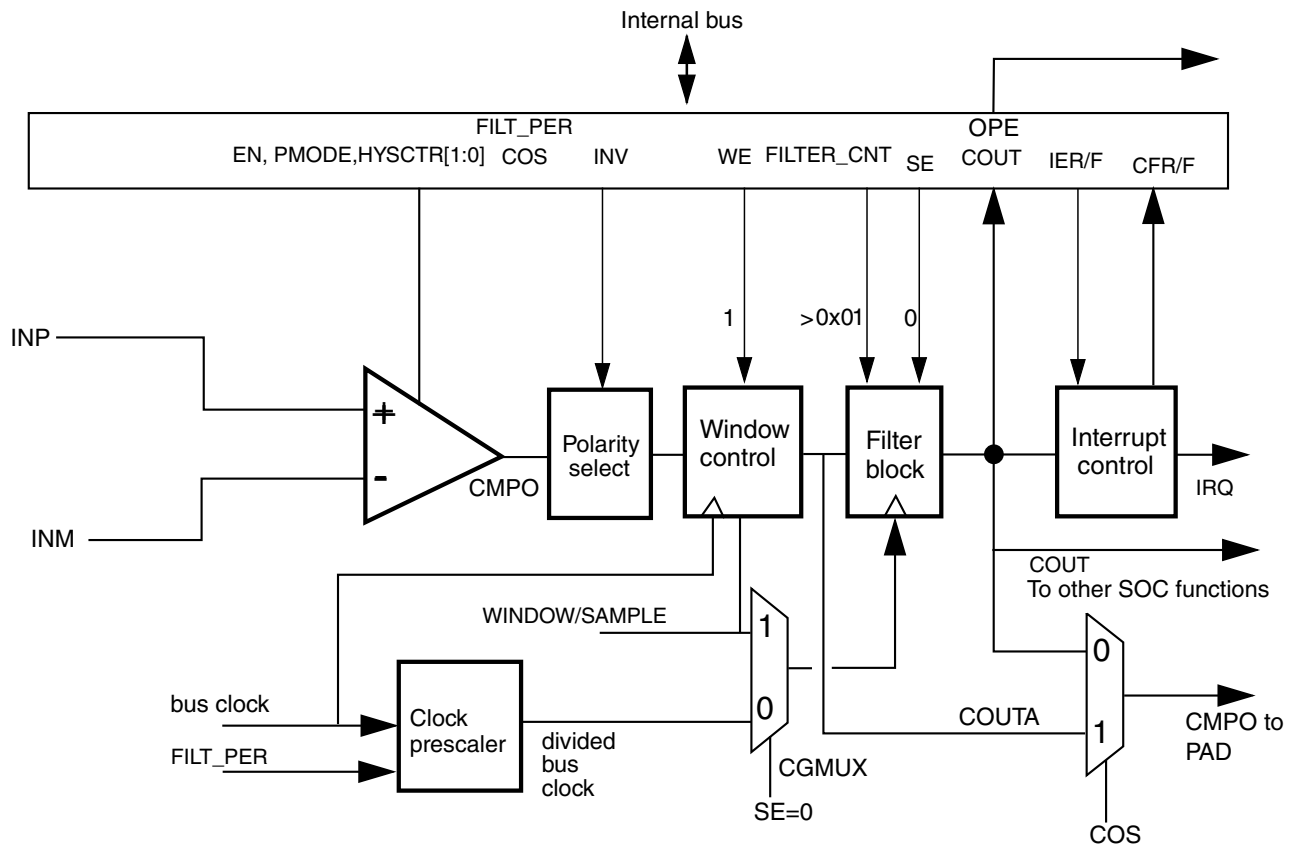 Internal bus
FILT_PER
OPE
EN, PMODE,HYSCTR[1:0]
COS
INV
WE
FILTER_CNT
SE
COUT
IER/F
CFR/F
1
>0x01
0
INP
+
-
INM
CMPO
Polarity
select
Window
control
Filter
block
Interrupt
control
IRQ
COUT
To other SOC functions
WINDOW/SAMPLE
1
0
CGMUX
SE=0
bus clock
FILT_PER
Clock
prescaler
divided
bus
clock
COUTA
0
1
CMPO to
PAD
COS